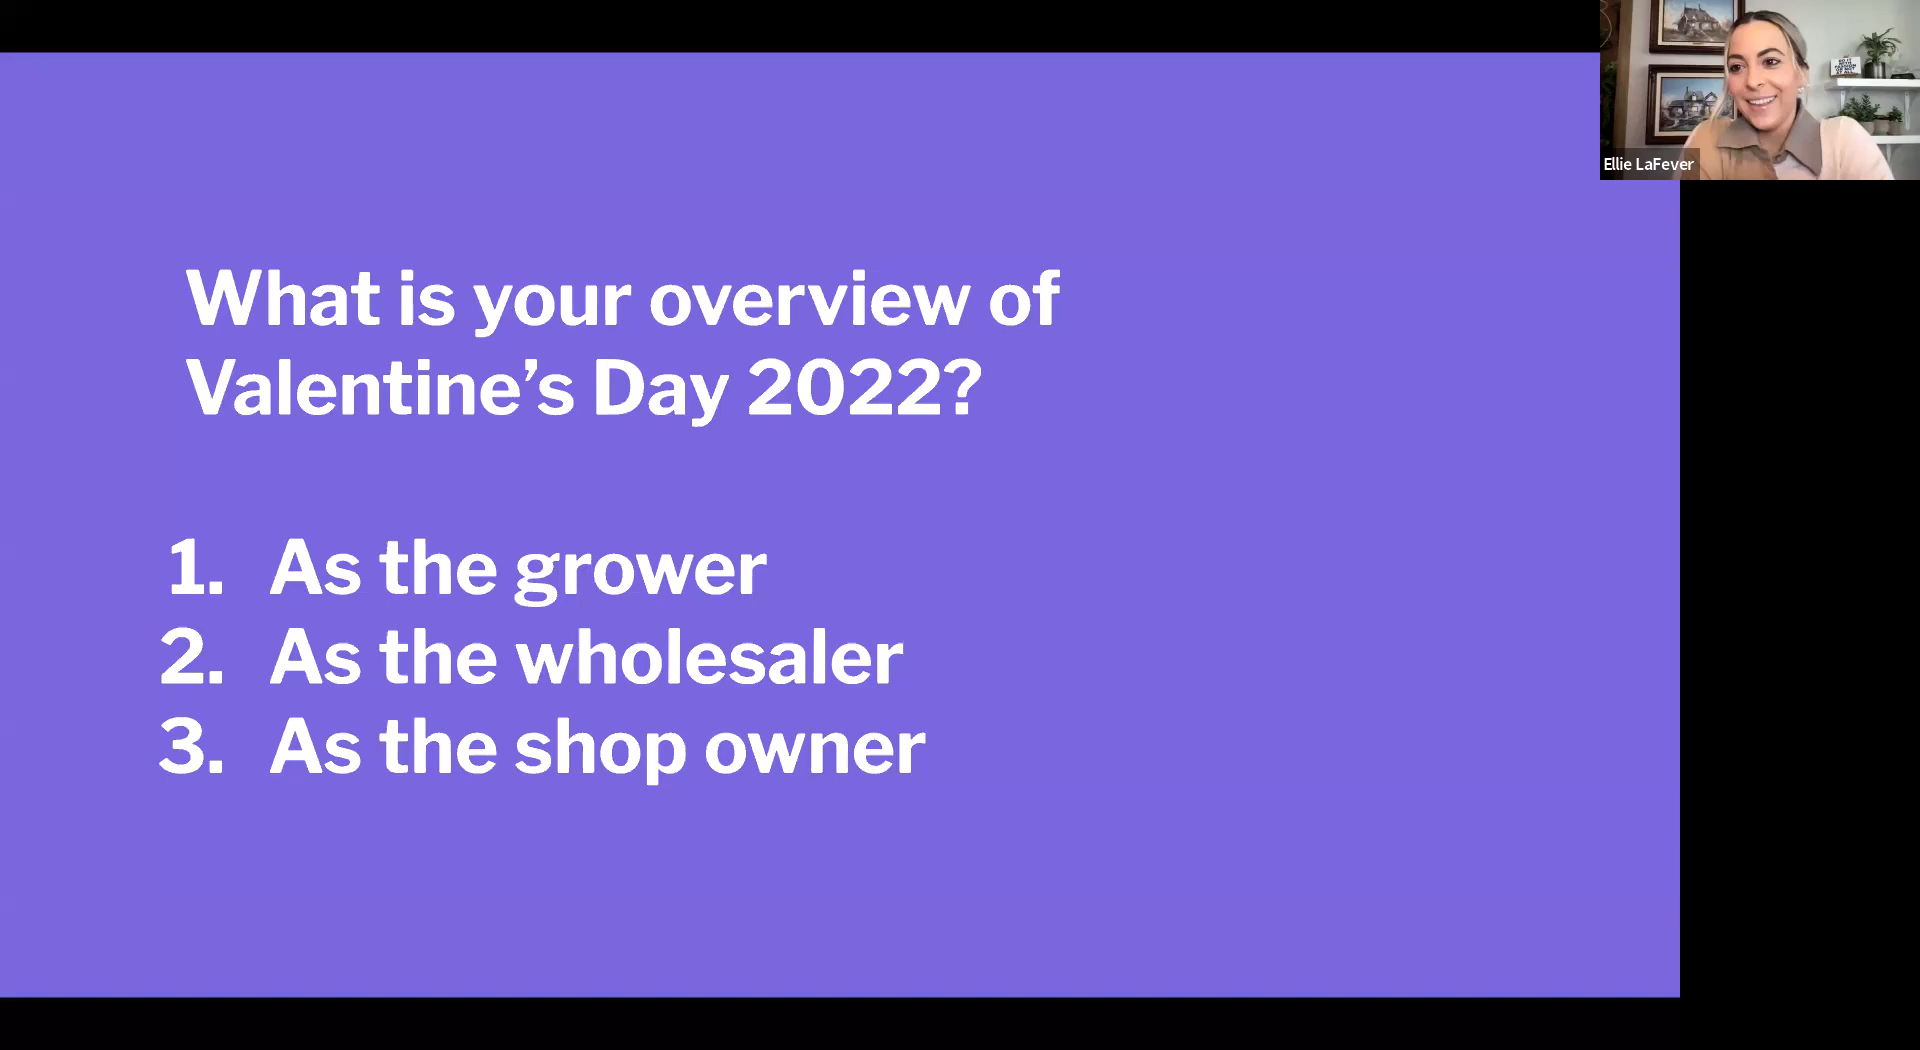 What is your overview of
Valentine’s Day 2022?
1. As the grower
2. As the wholesaler
3. As the shop owner
Ellie LaFever